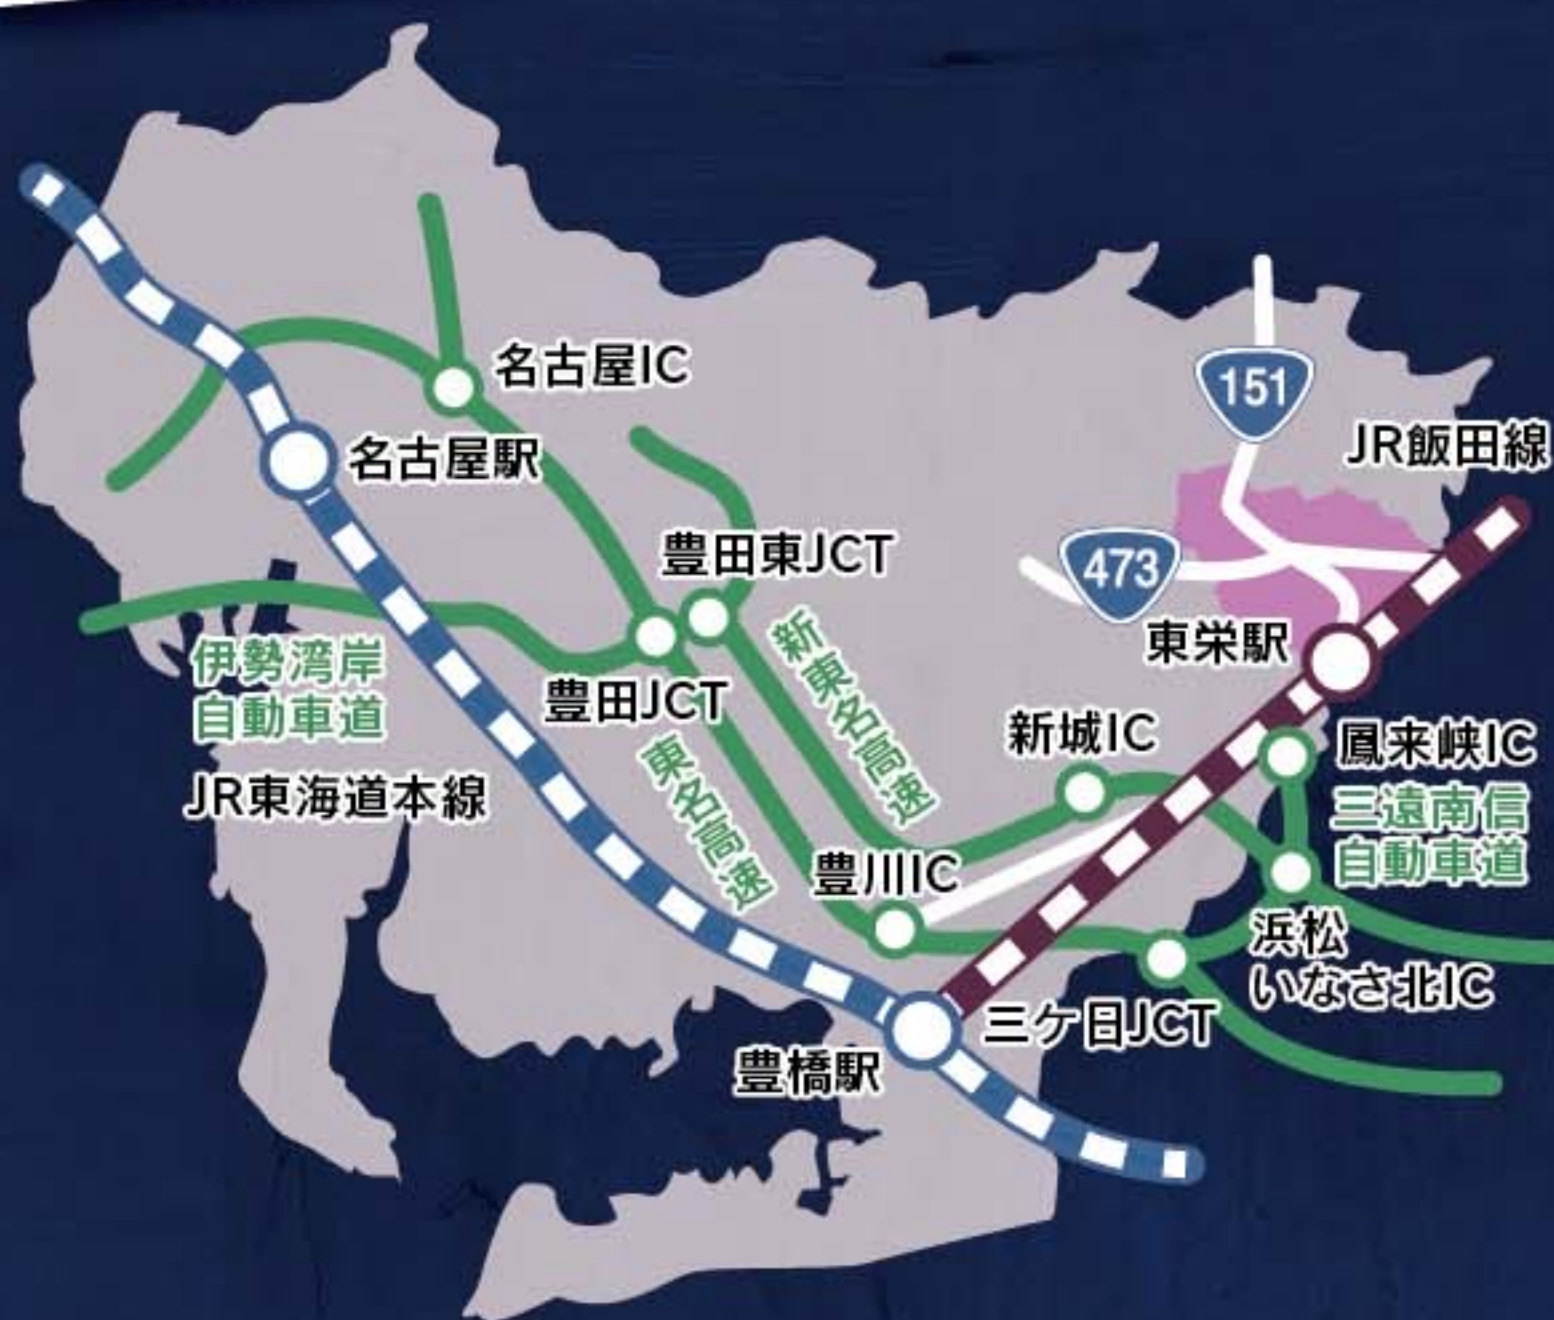 名古屋IC
151
JR飯田線
名古屋駅
豊田東JCT
473
東栄駅
伊勢湾岸
自動車道
豊田JCT
新東名高速
新城IC
鳳来峡IC
JR東海道本線
東名高速
三遠南信
自動車道
豊川IC
浜松
いなさ北IC
三ケ日JCT
豊橋駅